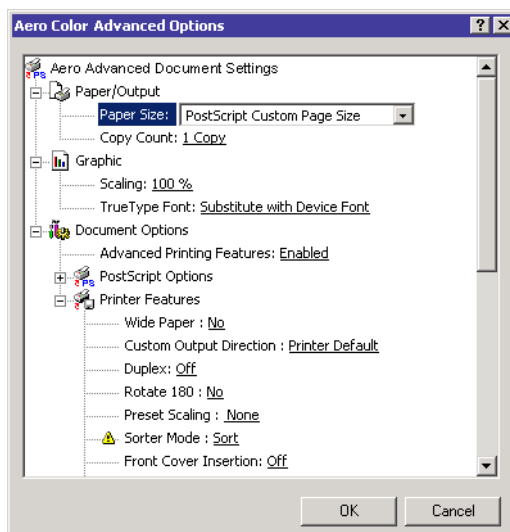 Aero Color Advanced Options
Aero Advanced Document Settings
Paper/Output
Paper Size: PostScript Custom Page Size
Copy Count: 1 Copy
Graphic
Scaling: 100 %
TrueType Font: Substitute with Device Font
Document Options
Advanced Printing Features: Enabled
PostScript Options
Printer Features
Wide Paper : No
Custom Output Direction : Printer Default
Duplex: Off
Rotate 180 : No
Preset Scaling : None
Sorter Mode : Sort
Front Cover Insertion: Off
OK Cancel